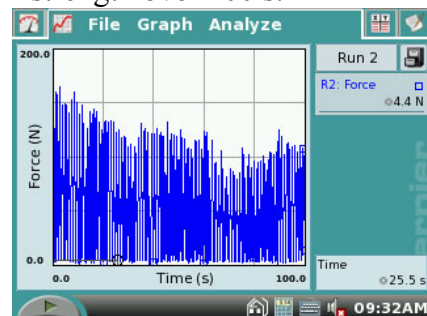 File Graph Analyze
200.0
Force (N)
0.0
0.0
Time (s)
100.0
Run 2
R2: Force
4.4 N
Time
25.5 s
09:32AM